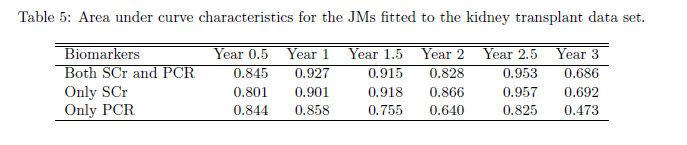 Table 5: Area under curve characteristics for the JMs fitted to the kidney transplant data set.
Biomarkers Year 0.5 Year 1 Year 1.5 Year 2 Year 2.5 Year 3
Both SCr and PCR 0.845 0.927 0.915 0.828 0.953 0.686
Only SCr 0.801 0.901 0.918 0.866 0.957 0.692
Only PCR 0.844 0.858 0.755 0.640 0.825 0.473